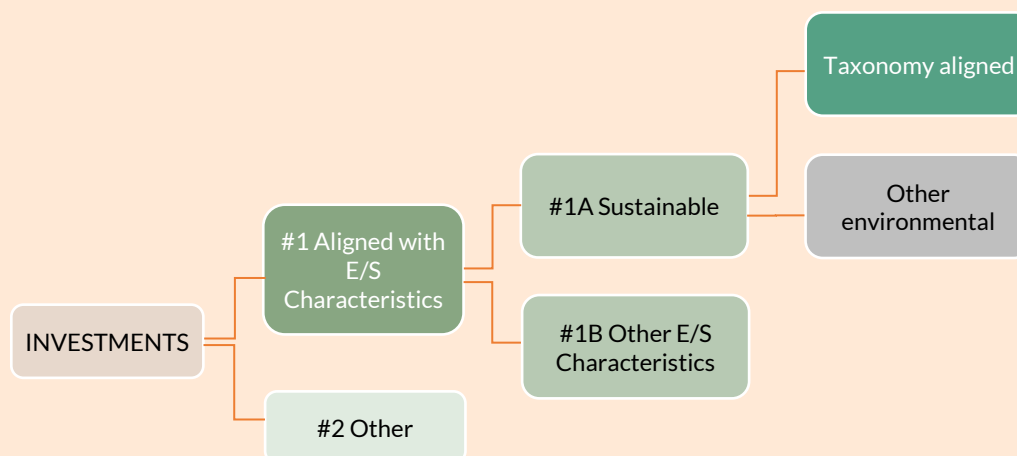 Taxonomy aligned
Other
environmental
#1A Sustainable
#1 Aligned with
E/S
Characteristics
#1B Other E/S
Characteristics
INVESTMENTS
#2 Other